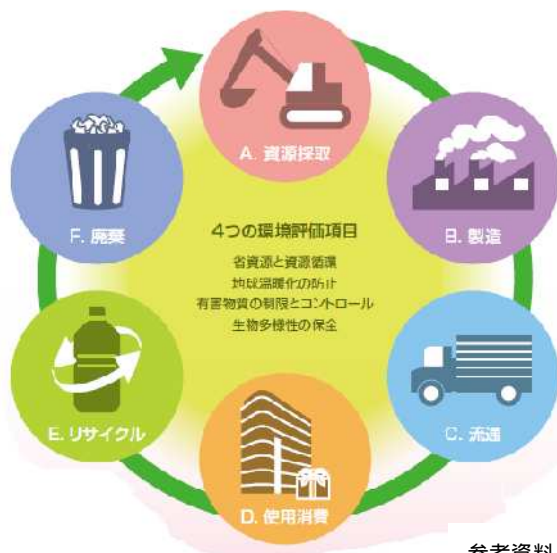 A. 資源採取
B. 製造
C. 流通
D. 使用消費
E. リサイクル
F. 廃棄
4つの環境評価項目
省資源と資源循環
地球温暖化の防止
有害物質の制限とコントロール
生物多様性の保全
参考資料